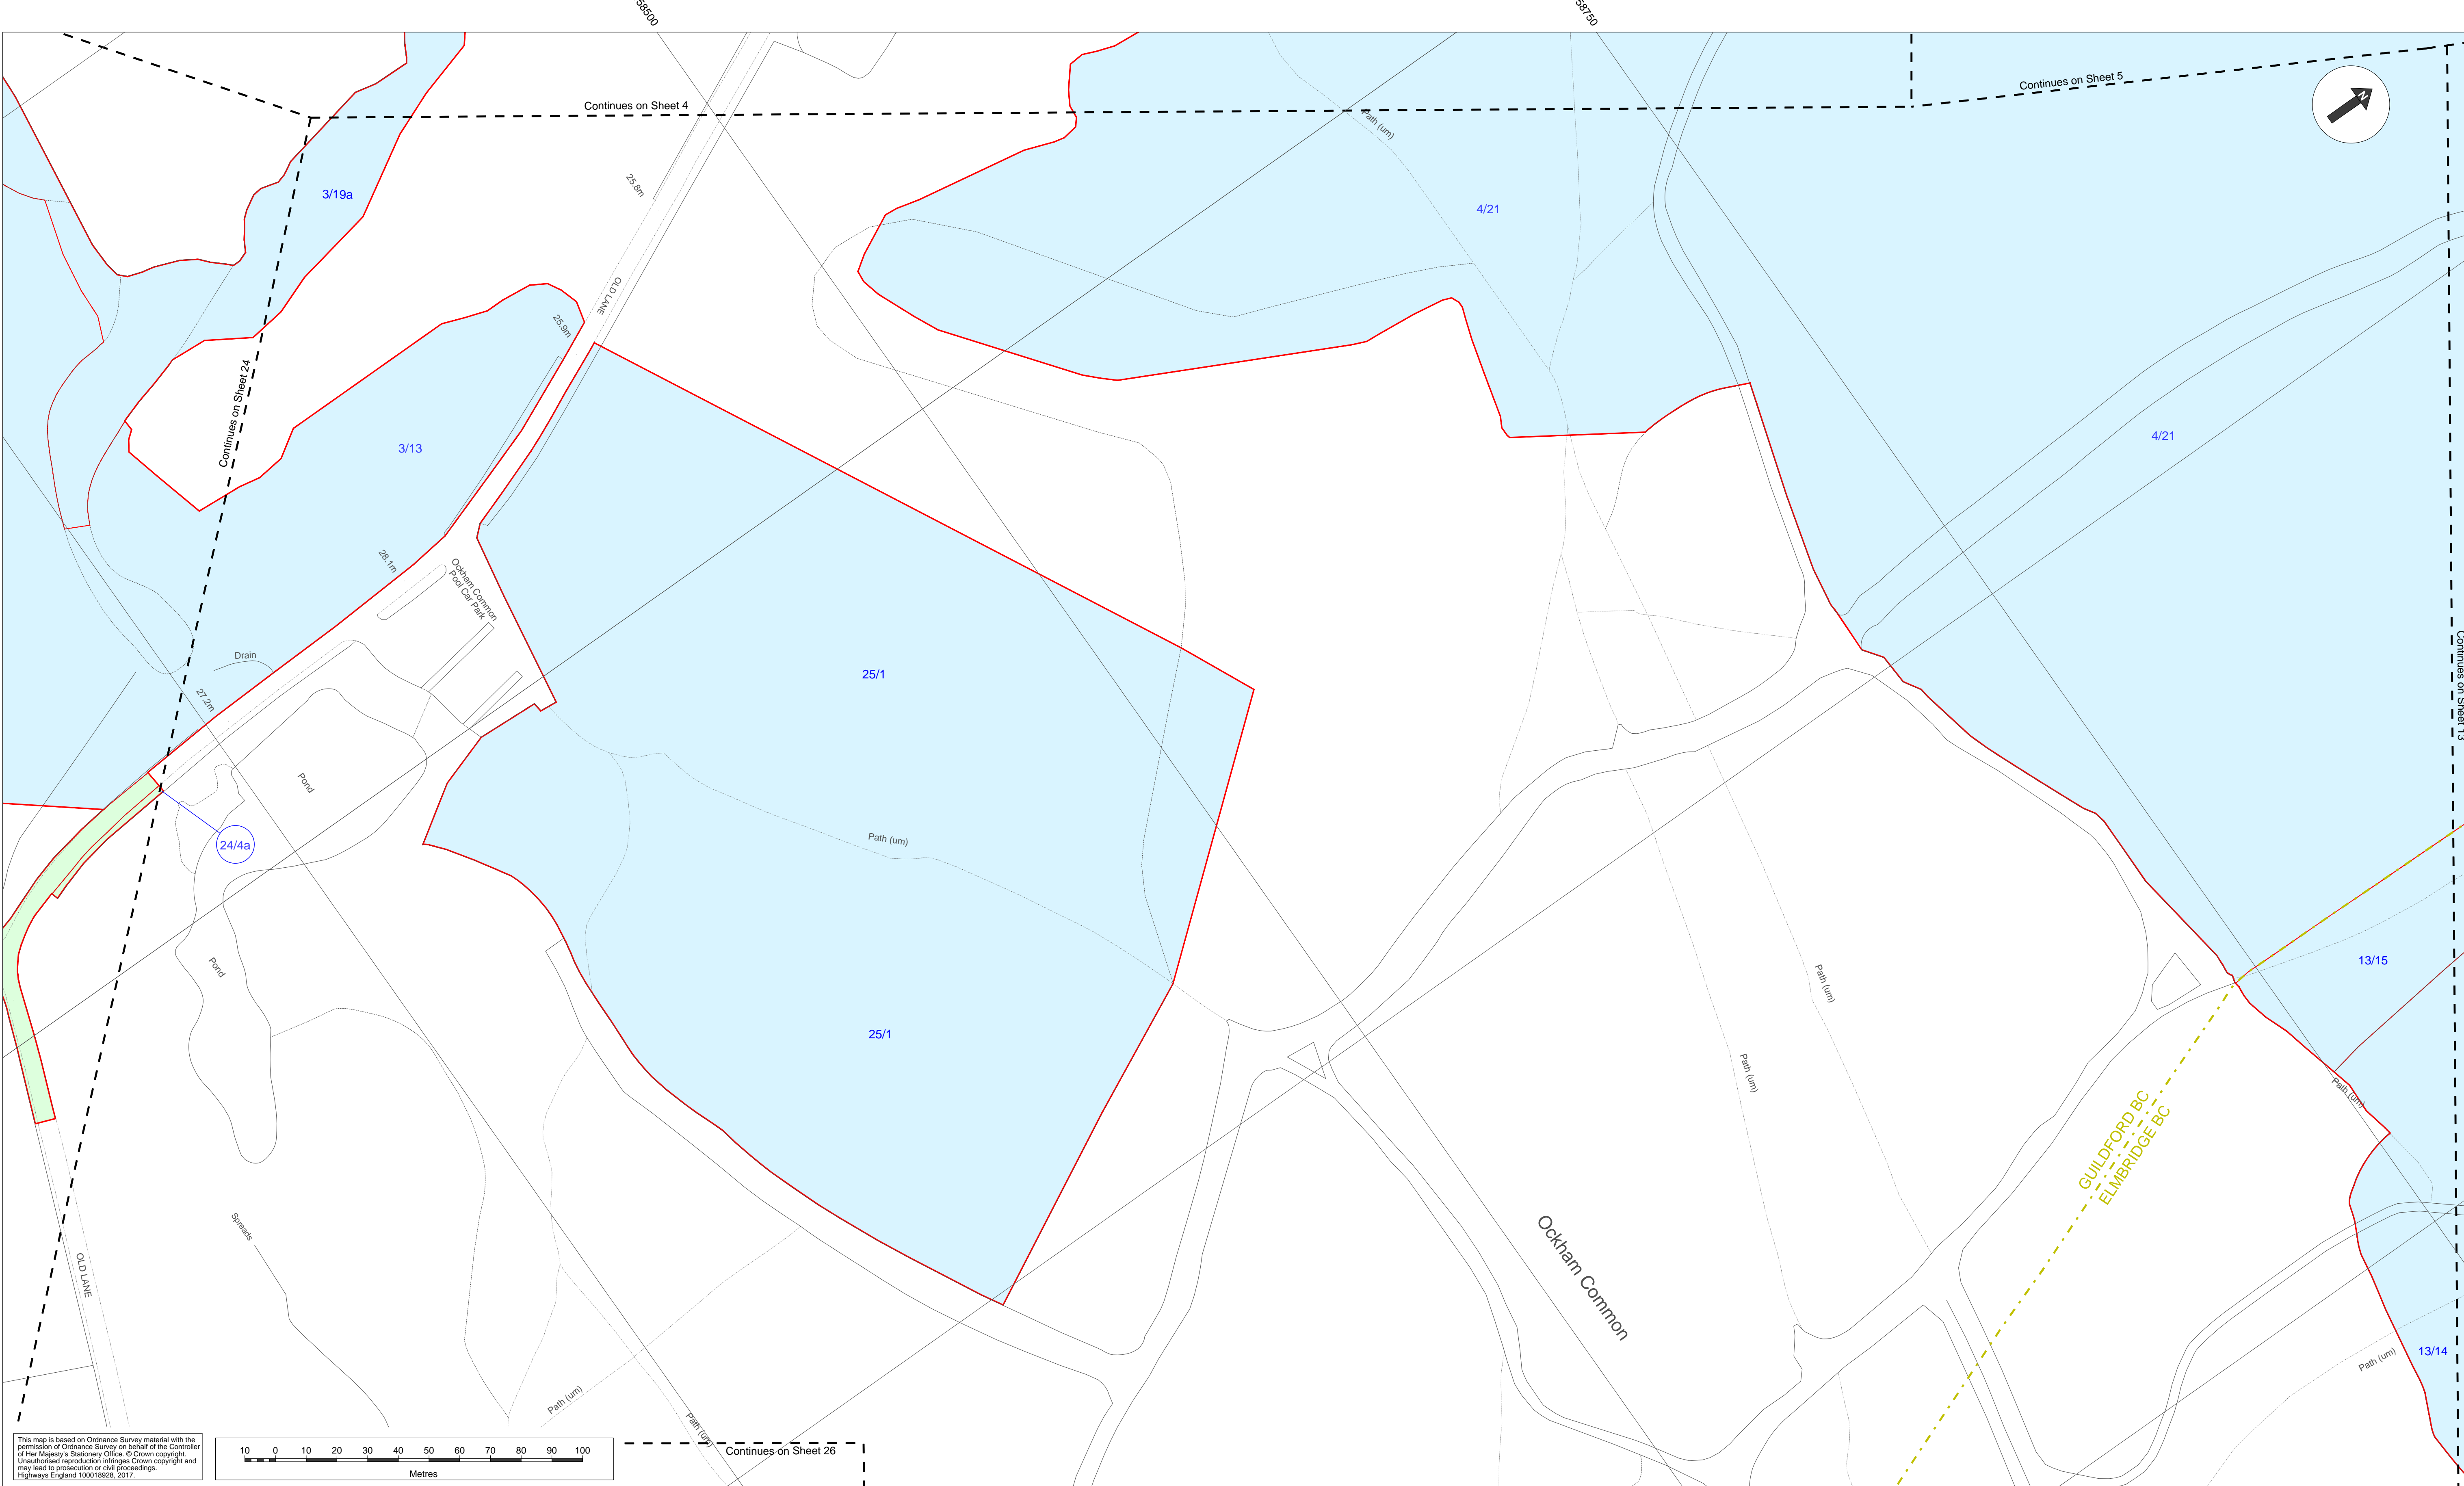 58500
58750
Continues on Sheet 4
Continues on Sheet 5
N
Path (um)
25.8m
3/19a
4/21
OLD LANE
25.9m
Continues on Sheet 24
3/13
4/21
28.1m
Ockham Common
Pool Car Park
Drain
25/1
27.2m
Continues on Sheet 13
Pond
24/4a
Path (um)
Pond
13/15
Path (um)
25/1
Path (um)
Path (um)
GUILDFORD BC
ELMBRIDGE BC
Spreads
OLD LANE
Ockham Common
13/14
Path (um)
Path (um)
Path (um)
Continues on Sheet 26
This map is based on Ordnance Survey material with the
permission of Ordnance Survey on behalf of the Controller
of Her Majesty's Stationery Office. © Crown copyright.
Unauthorised reproduction infringes Crown copyright and
may lead to prosecution or civil proceedings.
Highways England 100018928, 2017.
10 0 10 20 30 40 50 60 70 80 90 100
Metres